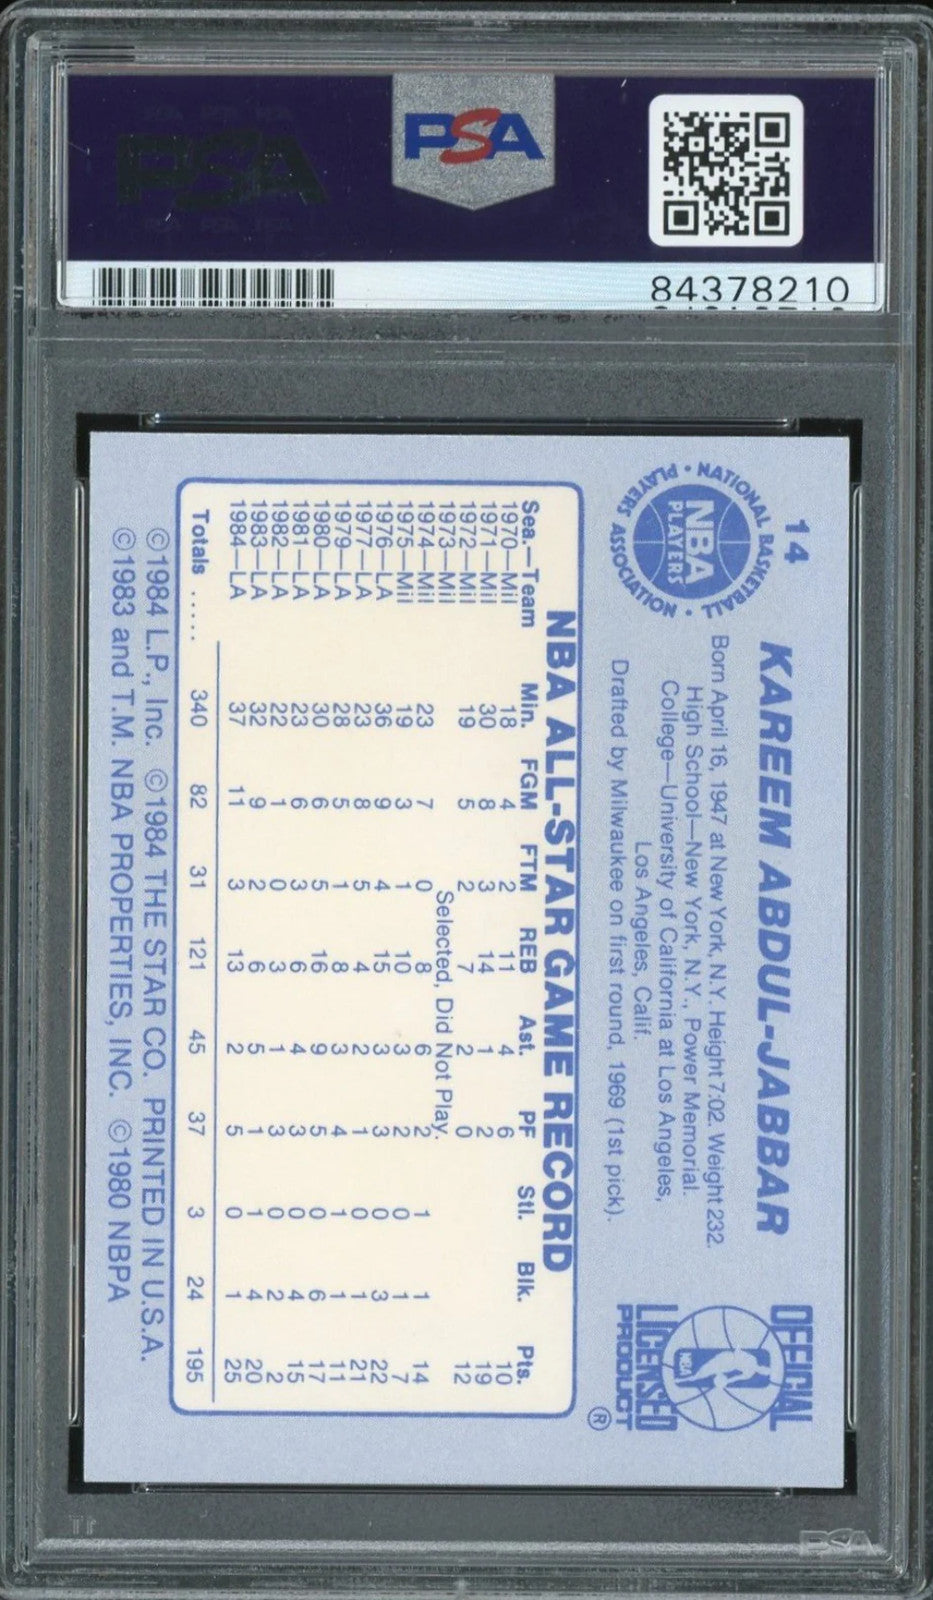 PSA
84378210
14
KAREEM ABDUL-JABBAR
NATIONAL BASKETBALL PLAYERS ASSOCIATION
NBA
PLAYERS
Born April 16, 1947 at New York, N.Y. Height 7:02. Weight 232.
High School—New York, N.Y., Power Memorial.
College—University of California at Los Angeles,
Los Angeles, Calif.
Drafted by Milwaukee on first round, 1969 (1st pick).
OFFICIAL
LICENSED
PRODUCT
®
NBA ALL-STAR GAME RECORD
Sea.—Team Min. FGM FTM REB Ast. PF Stl. Blk. Pts.
1970—Mil 18 4 2 11 4 6 10
1971—Mil 30 8 3 14 1 2 19
1972—Mil 19 5 2 7 2 0 12
1973—Mil Selected, Did Not Play.
1974—Mil 23 7 0 8 6 2 1 1 14
1975—Mil 19 3 1 10 3 2 0 1 7
1976—LA 36 9 4 15 3 3 0 3 22
1977—LA 23 8 5 4 2 1 0 1 21
1979—LA 28 5 1 8 3 4 1 1 11
1980—LA 30 6 5 16 9 5 0 6 17
1981—LA 23 6 3 6 4 3 0 4 15
1982—LA 22 1 0 3 1 3 0 2 2
1983—LA 32 9 2 6 5 1 1 4 20
1984—LA 37 11 3 13 2 5 0 1 25
Totals ..... 340 82 31 121 45 37 3 24 195
©1984 L.P., Inc. ©1984 THE STAR CO. PRINTED IN U.S.A.
©1983 and T.M. NBA PROPERTIES, INC. ©1980 NBPA
PSA